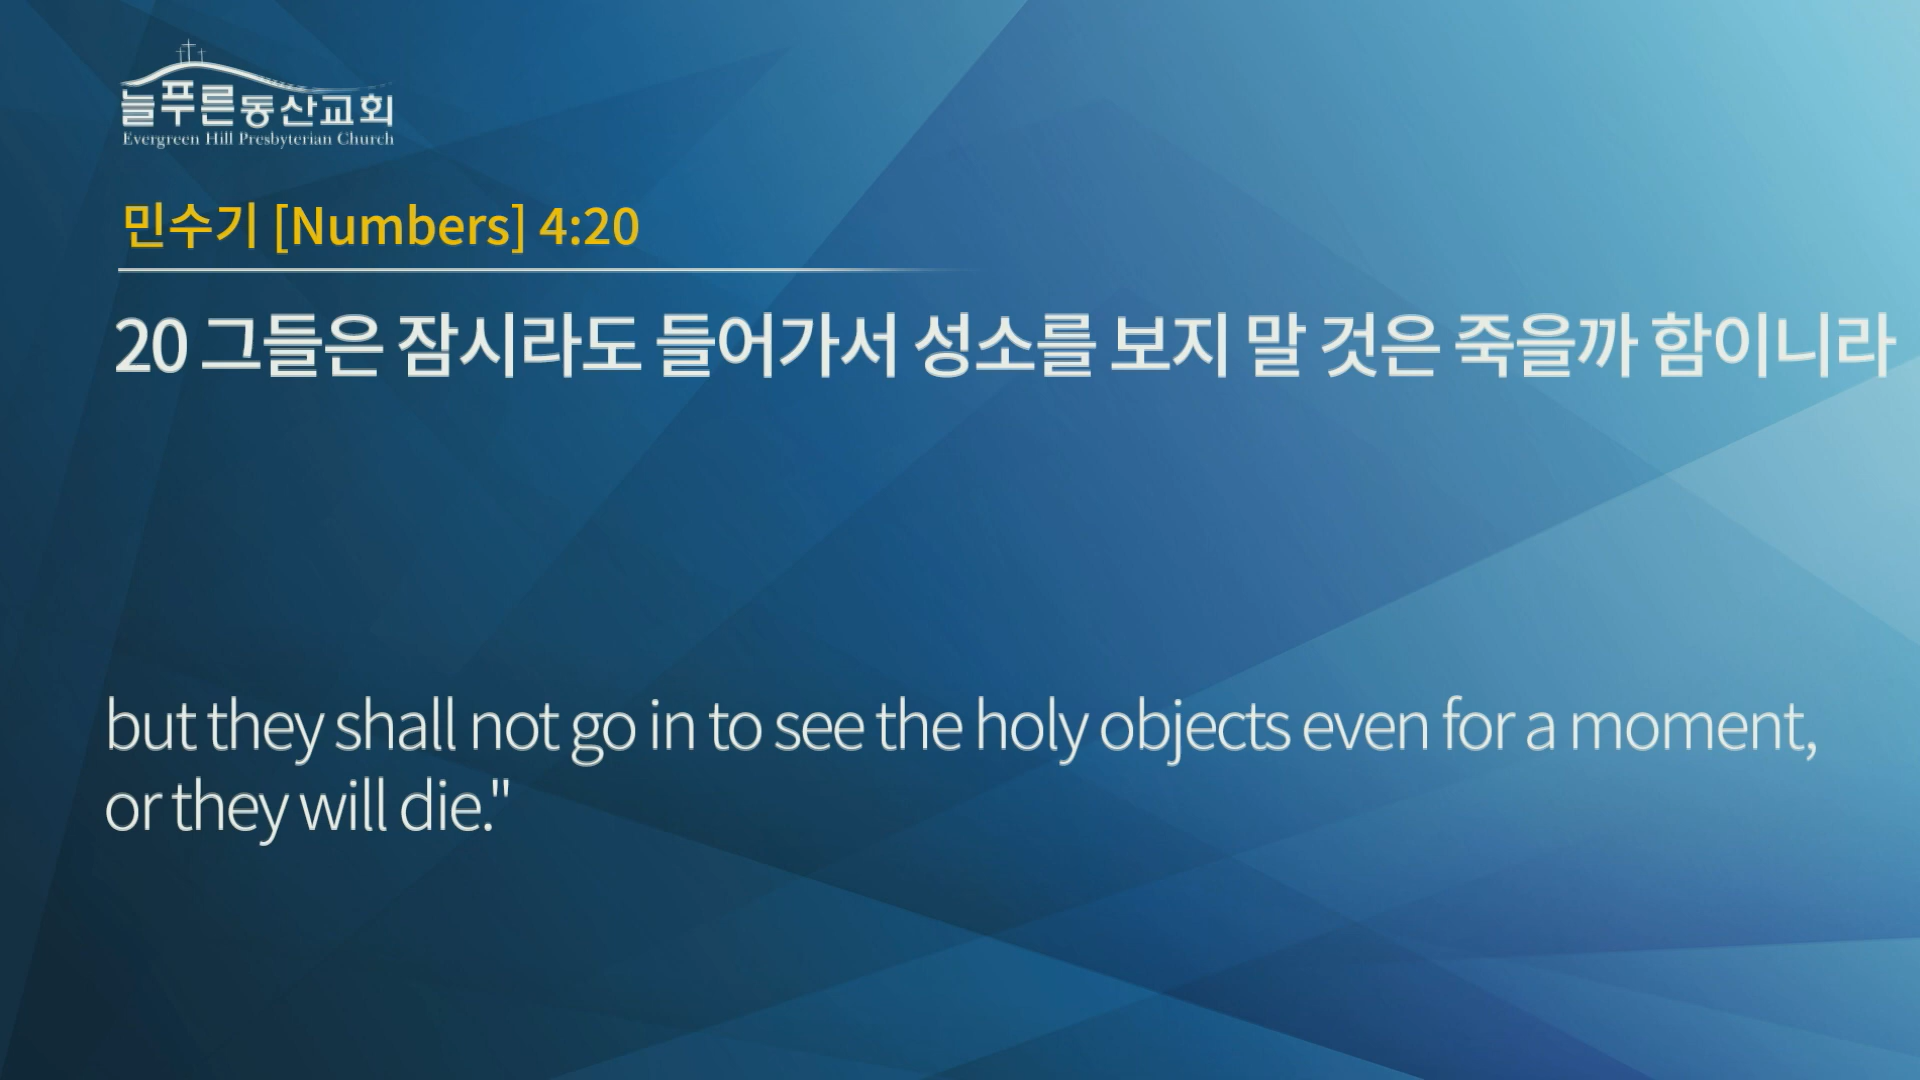 늘푸른동산교회
Evergreen Hill Presbyterian Church
민수기 [Numbers] 4:20
20 그들은 잠시라도 들어가서 성소를 보지 말 것은 죽을까 함이니라
but they shall not go in to see the holy objects even for a moment,
or they will die."